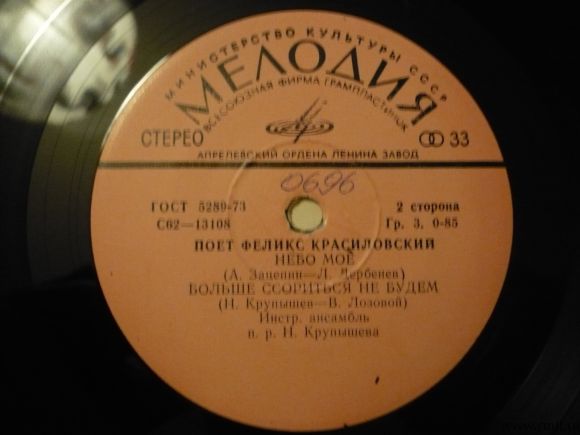 МИНИСТЕРСТВО КУЛЬТУРЫ СССР
МЕЛОДИЯ
ВСЕСОЮЗНАЯ ФИРМА ГРАМПЛАСТИНОК
СТЕРЕО
33
АПРЕЛЕВСКИЙ ОРДЕНА ЛЕНИНА ЗАВОД
0696
ГОСТ 5289-73
2 сторона
С62—13108
Гр. 3. 0-85
ПОЕТ ФЕЛИКС КРАСИЛОВСКИЙ
НЕБО МОЕ
(А. Зацепин—Л. Дербенев)
БОЛЬШЕ ССОРИТЬСЯ НЕ БУДЕМ
(Н. Крупышев—В. Лозовой)
Инстр. ансамбль
п. р. Н. Крупышева